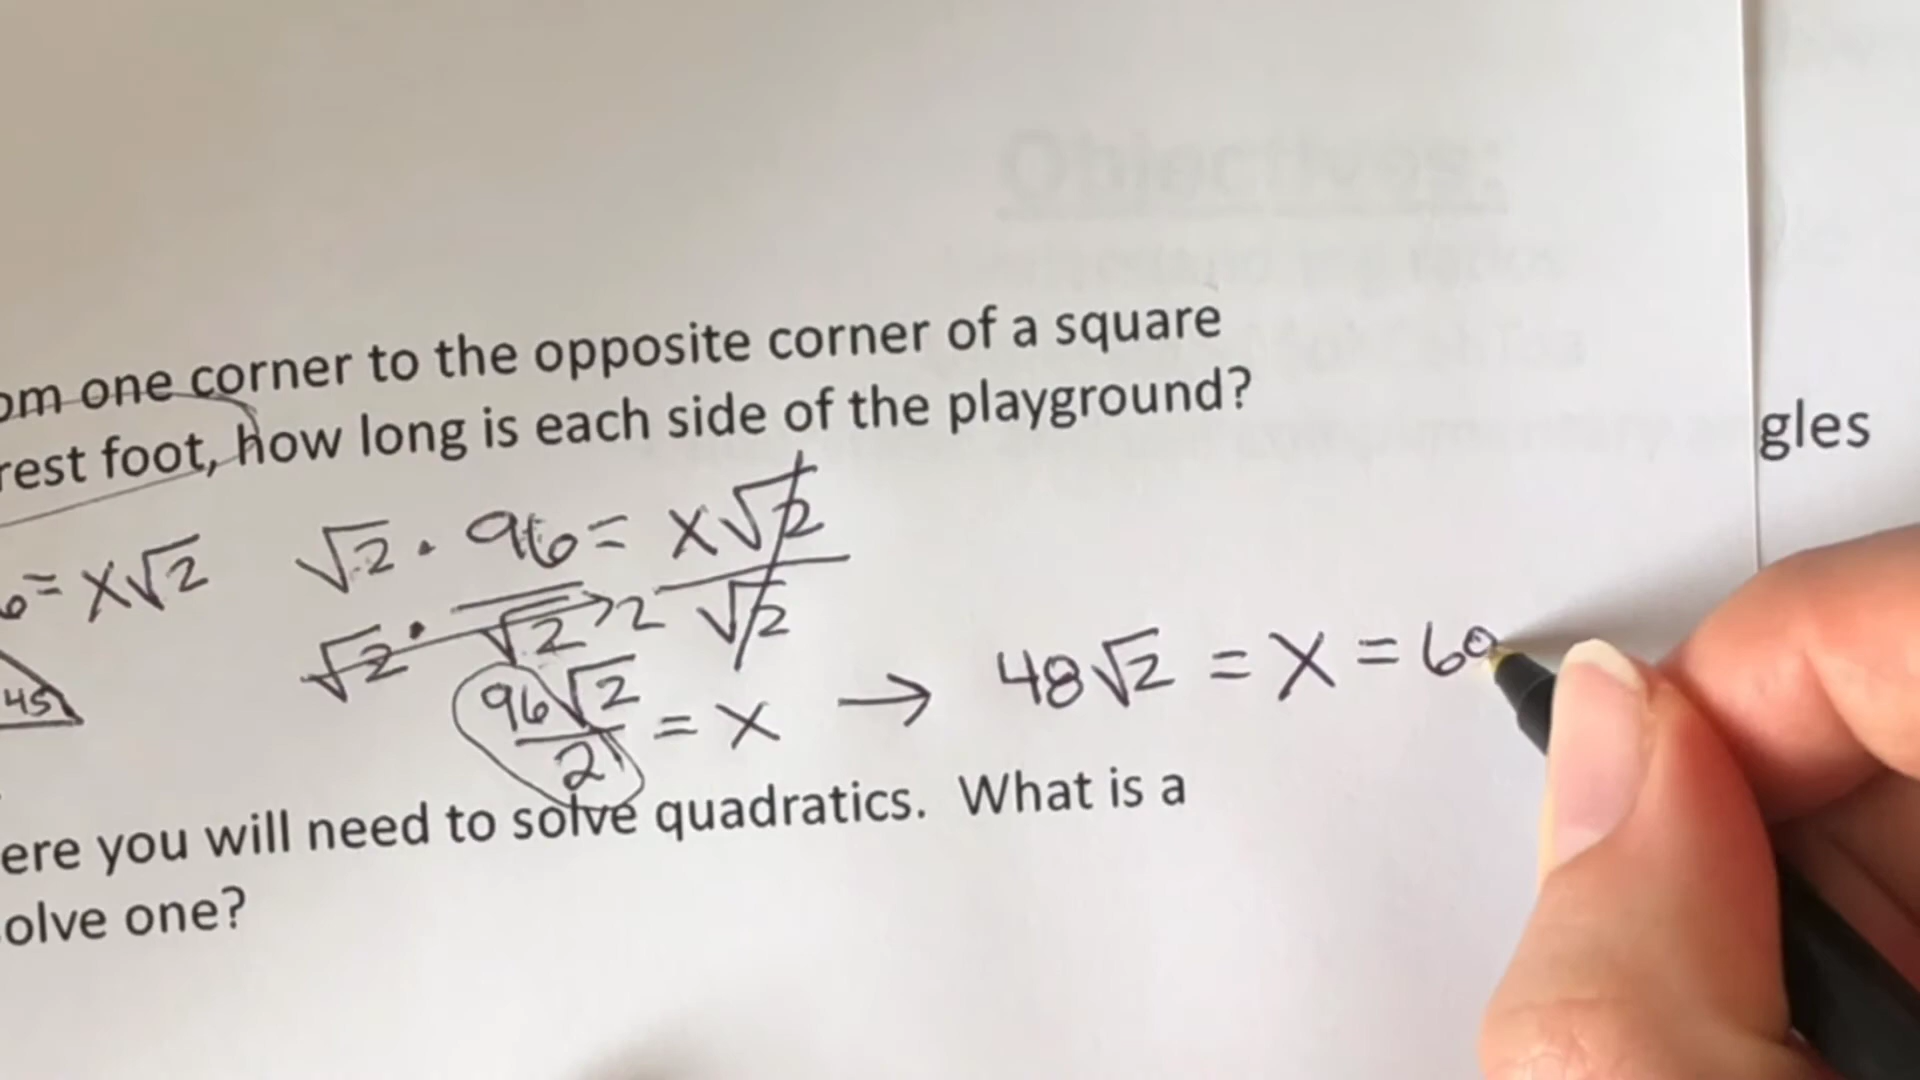 Objectives:
om one corner to the opposite corner of a square
rest foot, how long is each side of the playground?
gles
6 = x√2   √2 · 96 = x√2
√2 · √2 → 2   √2
45
96√2 / 2 = x → 48√2 = x = 68
ere you will need to solve quadratics. What is a
olve one?